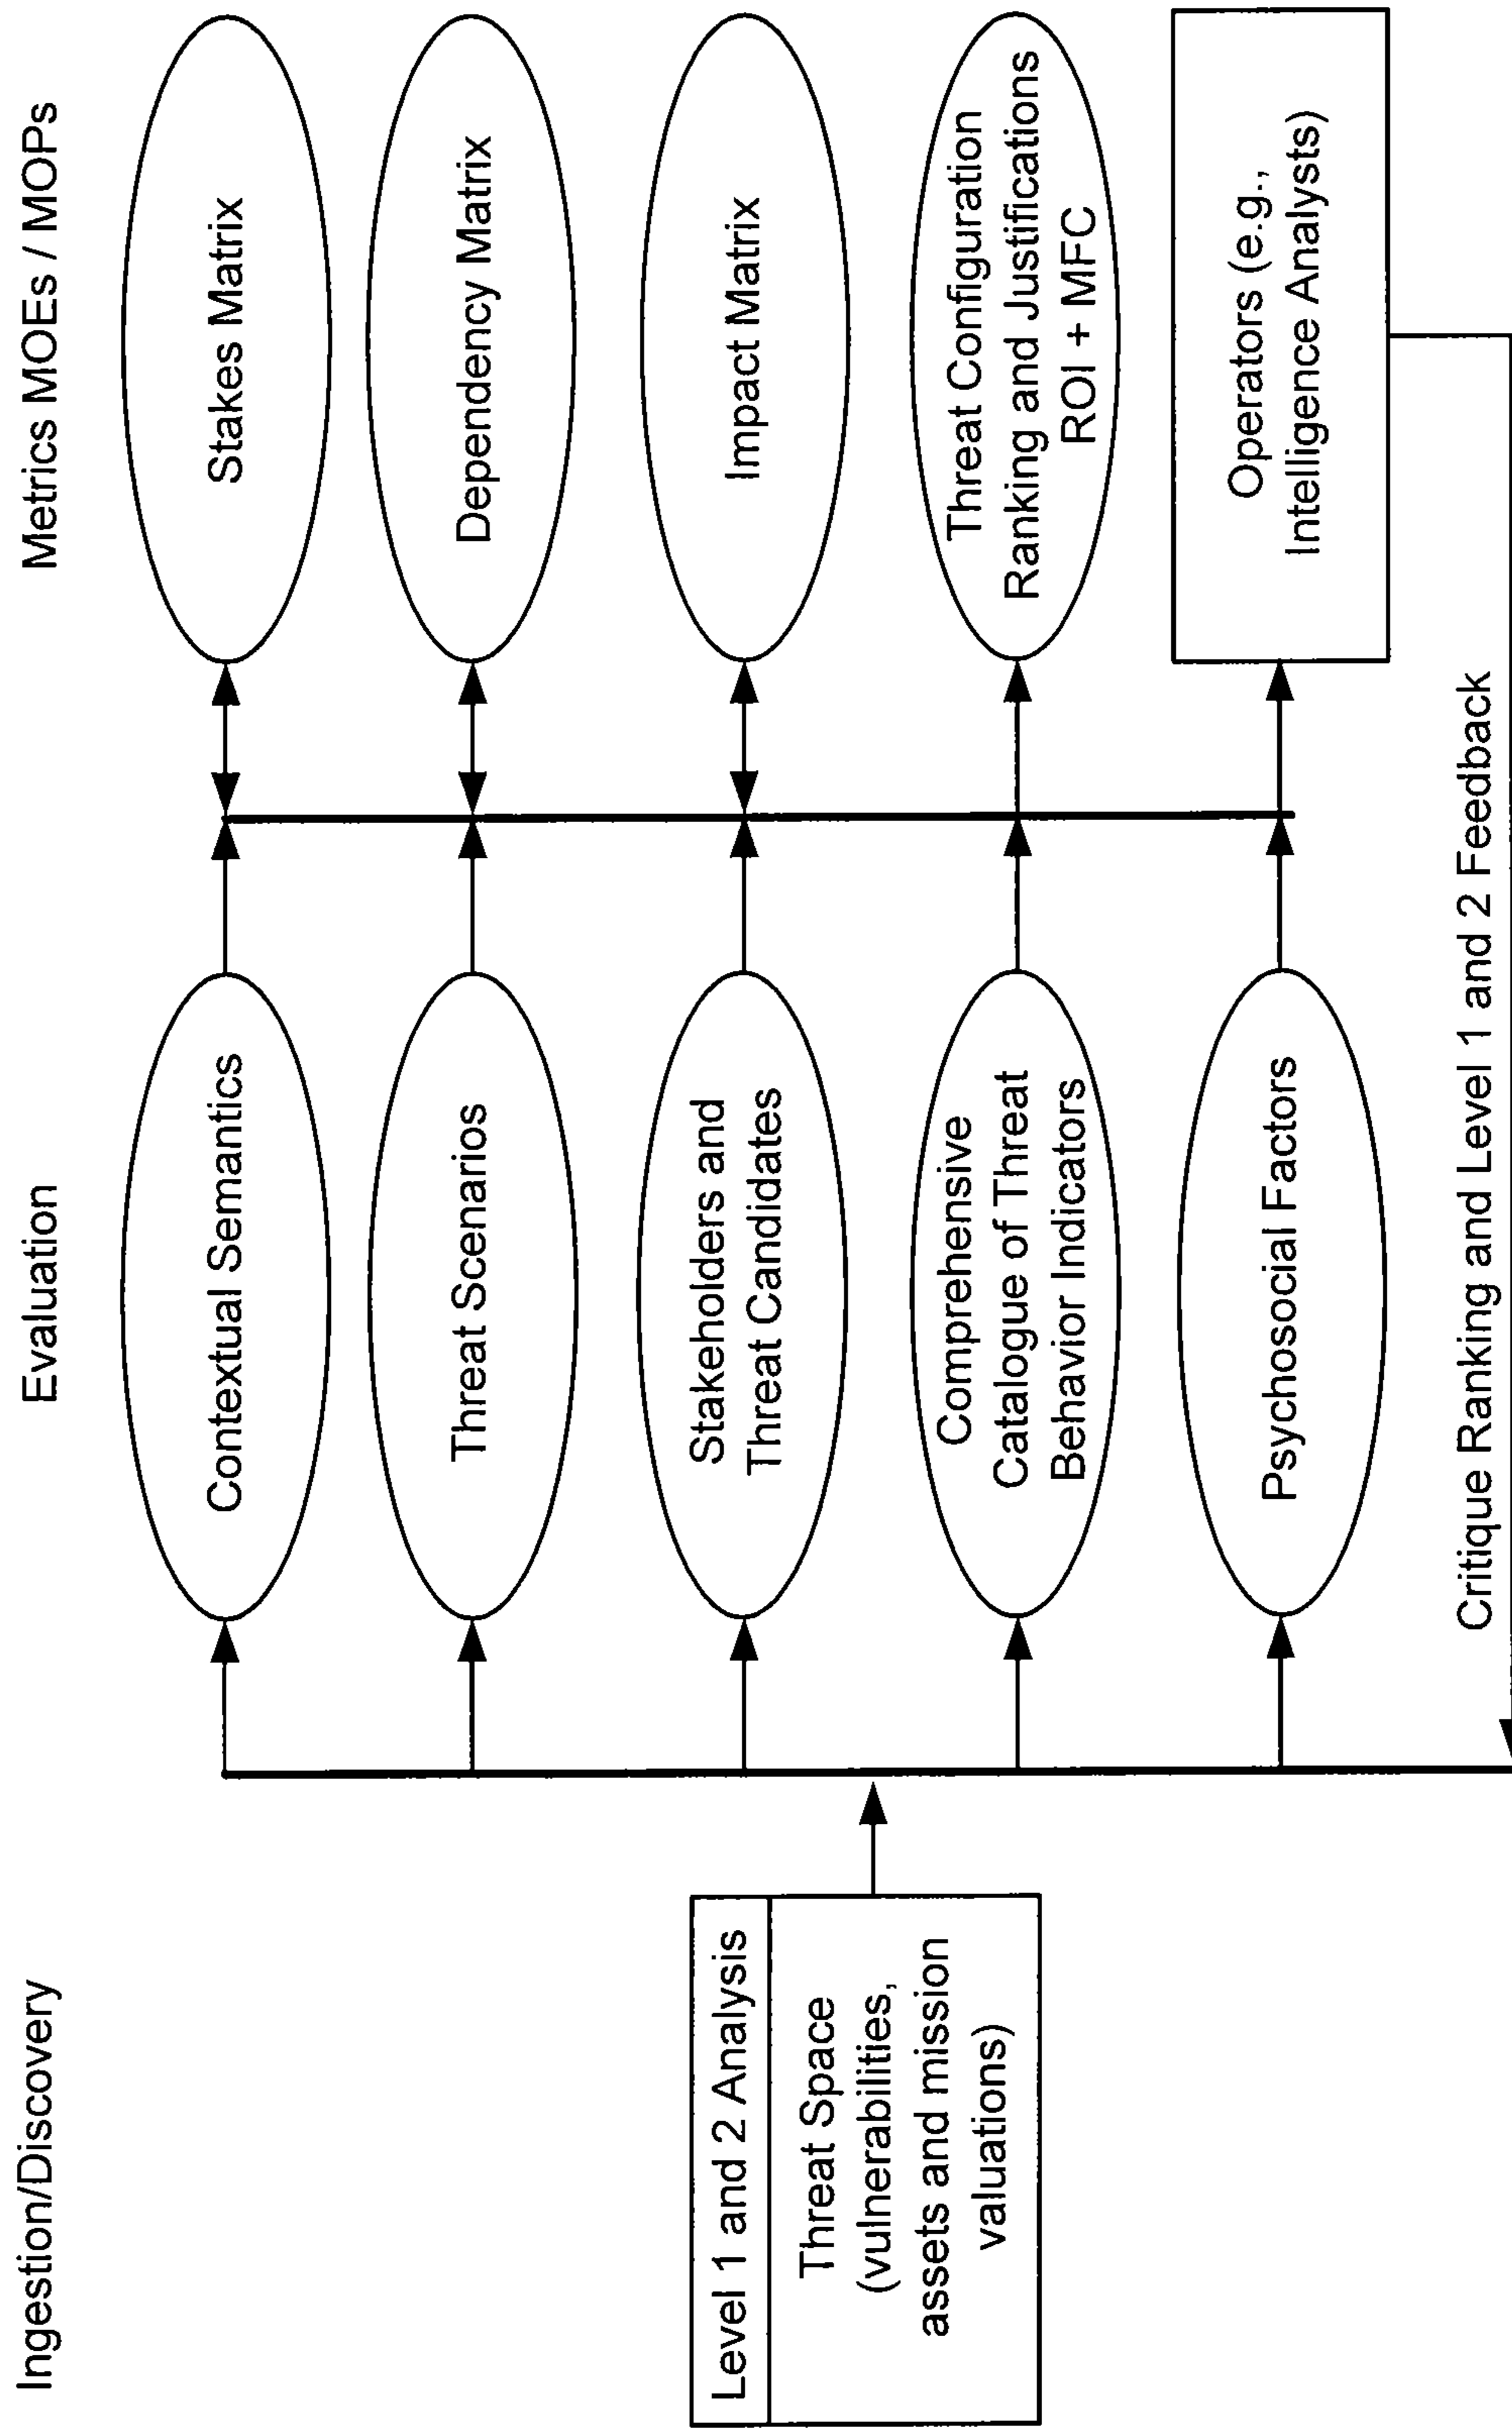 Ingestion/Discovery
Evaluation
Metrics MOEs / MOPs
Level 1 and 2 Analysis
Threat Space
(vulnerabilities,
assets and mission
valuations)
Contextual Semantics
Threat Scenarios
Stakeholders and
Threat Candidates
Comprehensive
Catalogue of Threat
Behavior Indicators
Psychosocial Factors
Stakes Matrix
Dependency Matrix
Impact Matrix
Threat Configuration
Ranking and Justifications
ROI + MFC
Operators (e.g.,
Intelligence Analysts)
Critique Ranking and Level 1 and 2 Feedback